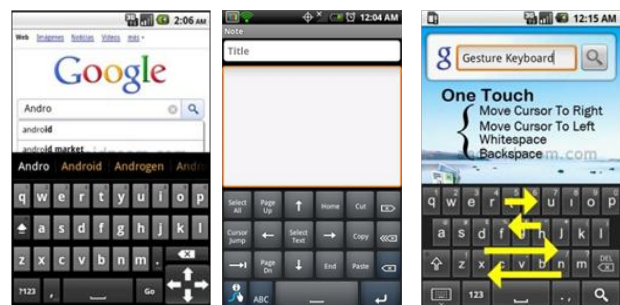 2:06 AM
Web Imágenes Noticias Vídeos más
Google
Andro
android
android market
Andro Android Androgen
q w e r t y u i o p
a s d f g h j k l
z x c v b n m .
?123 , Go
12:04 AM
Note
Title
Select All Page Up Home Cut
Cursor Jump Select Text Copy
Page Dn End Paste
ABC
12:15 AM
g Gesture Keyboard
One Touch
Move Cursor To Right
Move Cursor To Left
Whitespace
Backspace
q w e r u i o p
a s d g h j k l
z x b n m DEL
123 . ,